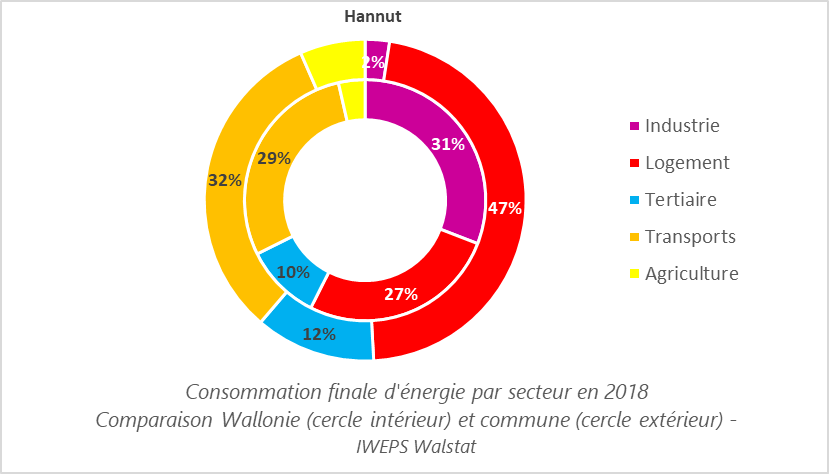 Hannut
2%
31%
29%
32%
47%
10%
27%
12%
Industrie
Logement
Tertiaire
Transports
Agriculture
Consommation finale d'énergie par secteur en 2018
Comparaison Wallonie (cercle intérieur) et commune (cercle extérieur) -
IWEPS Walstat